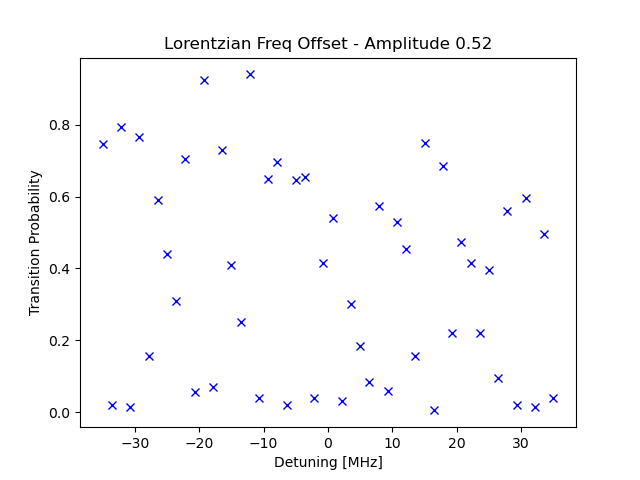 Lorentzian Freq Offset - Amplitude 0.52
Transition Probability
0.8
0.6
0.4
0.2
0.0
−30 −20 −10 0 10 20 30
Detuning [MHz]